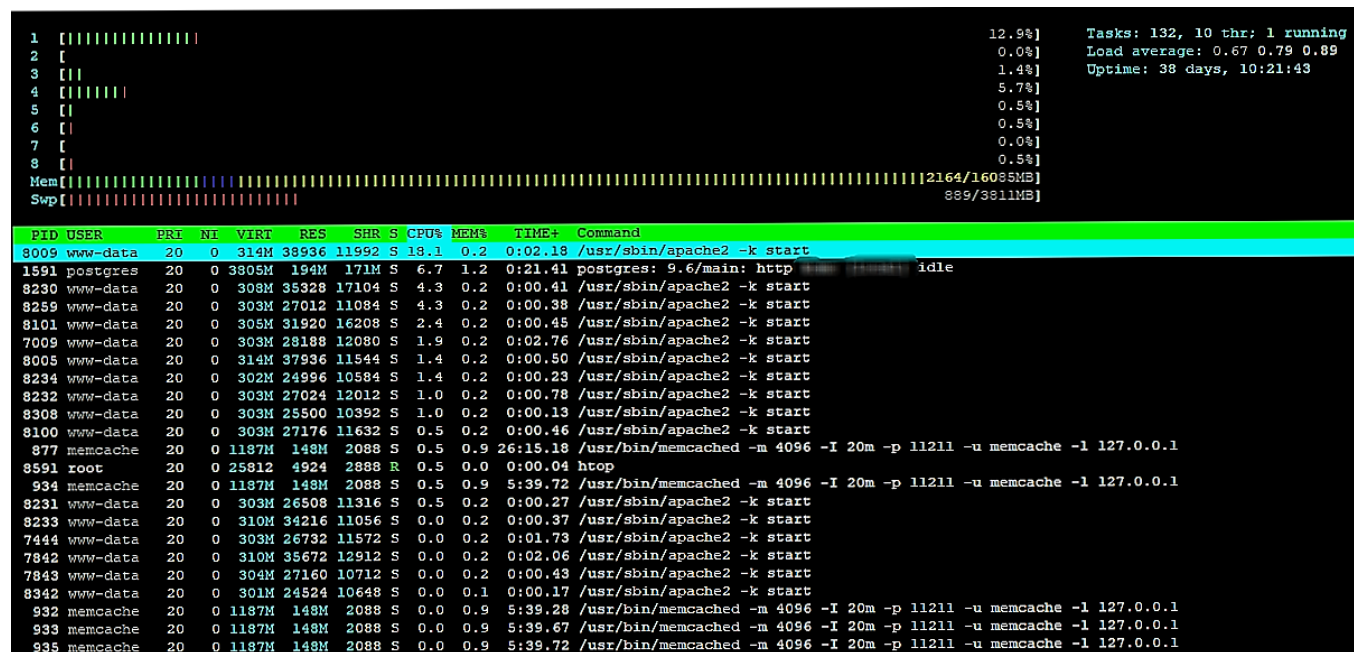 1 [||||||||||||||| 12.9%] Tasks: 132, 10 thr; 1 running
2 [ 0.0%] Load average: 0.67 0.79 0.89
3 [|| 1.4%] Uptime: 38 days, 10:21:43
4 [||||||| 5.7%]
5 [| 0.5%]
6 [| 0.5%]
7 [ 0.0%]
8 [| 0.5%]
Mem[||||||||||||||||||||||||||||||||||||||||||||||||||||||||||||||||||||||||||||||||||||||2164/16085MB]
Swp[|||||||||||||||||||||||||| 889/3811MB]
PID USER PRI NI VIRT RES SHR S CPU% MEM% TIME+ Command
8009 www-data 20 0 314M 38936 11992 S 18.1 0.2 0:02.18 /usr/sbin/apache2 -k start
1591 postgres 20 0 3805M 194M 171M S 6.7 1.2 0:21.41 postgres: 9.6/main: http idle
8230 www-data 20 0 308M 35328 17104 S 4.3 0.2 0:00.41 /usr/sbin/apache2 -k start
8259 www-data 20 0 303M 27012 11084 S 4.3 0.2 0:00.38 /usr/sbin/apache2 -k start
8101 www-data 20 0 305M 31920 16208 S 2.4 0.2 0:00.45 /usr/sbin/apache2 -k start
7009 www-data 20 0 303M 28188 12080 S 1.9 0.2 0:02.76 /usr/sbin/apache2 -k start
8005 www-data 20 0 314M 37936 11544 S 1.4 0.2 0:00.50 /usr/sbin/apache2 -k start
8234 www-data 20 0 302M 24996 10584 S 1.4 0.2 0:00.23 /usr/sbin/apache2 -k start
8232 www-data 20 0 303M 27024 12012 S 1.0 0.2 0:00.78 /usr/sbin/apache2 -k start
8308 www-data 20 0 303M 25500 10392 S 1.0 0.2 0:00.13 /usr/sbin/apache2 -k start
8100 www-data 20 0 303M 27176 11632 S 0.5 0.2 0:00.46 /usr/sbin/apache2 -k start
877 memcache 20 0 1187M 148M 2088 S 0.5 0.9 26:15.18 /usr/bin/memcached -m 4096 -I 20m -p 11211 -u memcache -l 127.0.0.1
8591 root 20 0 25812 4924 2888 R 0.5 0.0 0:00.04 htop
934 memcache 20 0 1187M 148M 2088 S 0.5 0.9 5:39.72 /usr/bin/memcached -m 4096 -I 20m -p 11211 -u memcache -l 127.0.0.1
8231 www-data 20 0 303M 26508 11316 S 0.5 0.2 0:00.27 /usr/sbin/apache2 -k start
8233 www-data 20 0 310M 34216 11056 S 0.0 0.2 0:00.37 /usr/sbin/apache2 -k start
7444 www-data 20 0 303M 26732 11572 S 0.0 0.2 0:01.73 /usr/sbin/apache2 -k start
7842 www-data 20 0 310M 35672 12912 S 0.0 0.2 0:02.06 /usr/sbin/apache2 -k start
7843 www-data 20 0 304M 27160 10712 S 0.0 0.2 0:00.43 /usr/sbin/apache2 -k start
8342 www-data 20 0 301M 24524 10648 S 0.0 0.1 0:00.17 /usr/sbin/apache2 -k start
932 memcache 20 0 1187M 148M 2088 S 0.0 0.9 5:39.28 /usr/bin/memcached -m 4096 -I 20m -p 11211 -u memcache -l 127.0.0.1
933 memcache 20 0 1187M 148M 2088 S 0.0 0.9 5:39.67 /usr/bin/memcached -m 4096 -I 20m -p 11211 -u memcache -l 127.0.0.1
935 memcache 20 0 1187M 148M 2088 S 0.0 0.9 5:39.72 /usr/bin/memcached -m 4096 -I 20m -p 11211 -u memcache -l 127.0.0.1